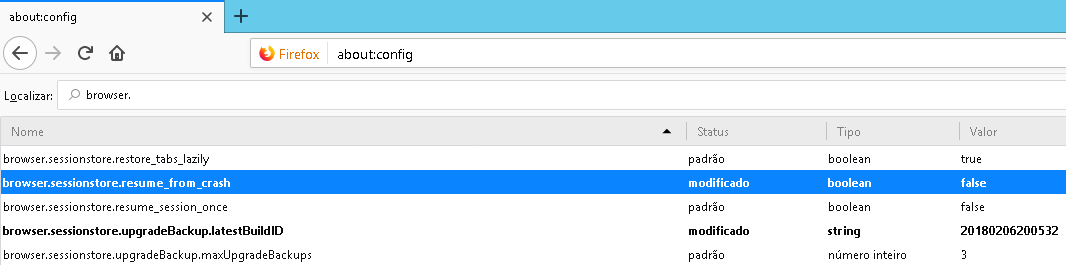 about:config
Firefox about:config
Localizar: browser.
Nome Status Tipo Valor
browser.sessionstore.restore_tabs_lazily padrão boolean true
browser.sessionstore.resume_from_crash modificado boolean false
browser.sessionstore.resume_session_once padrão boolean false
browser.sessionstore.upgradeBackup.latestBuildID modificado string 20180206200532
browser.sessionstore.upgradeBackup.maxUpgradeBackups padrão número inteiro 3